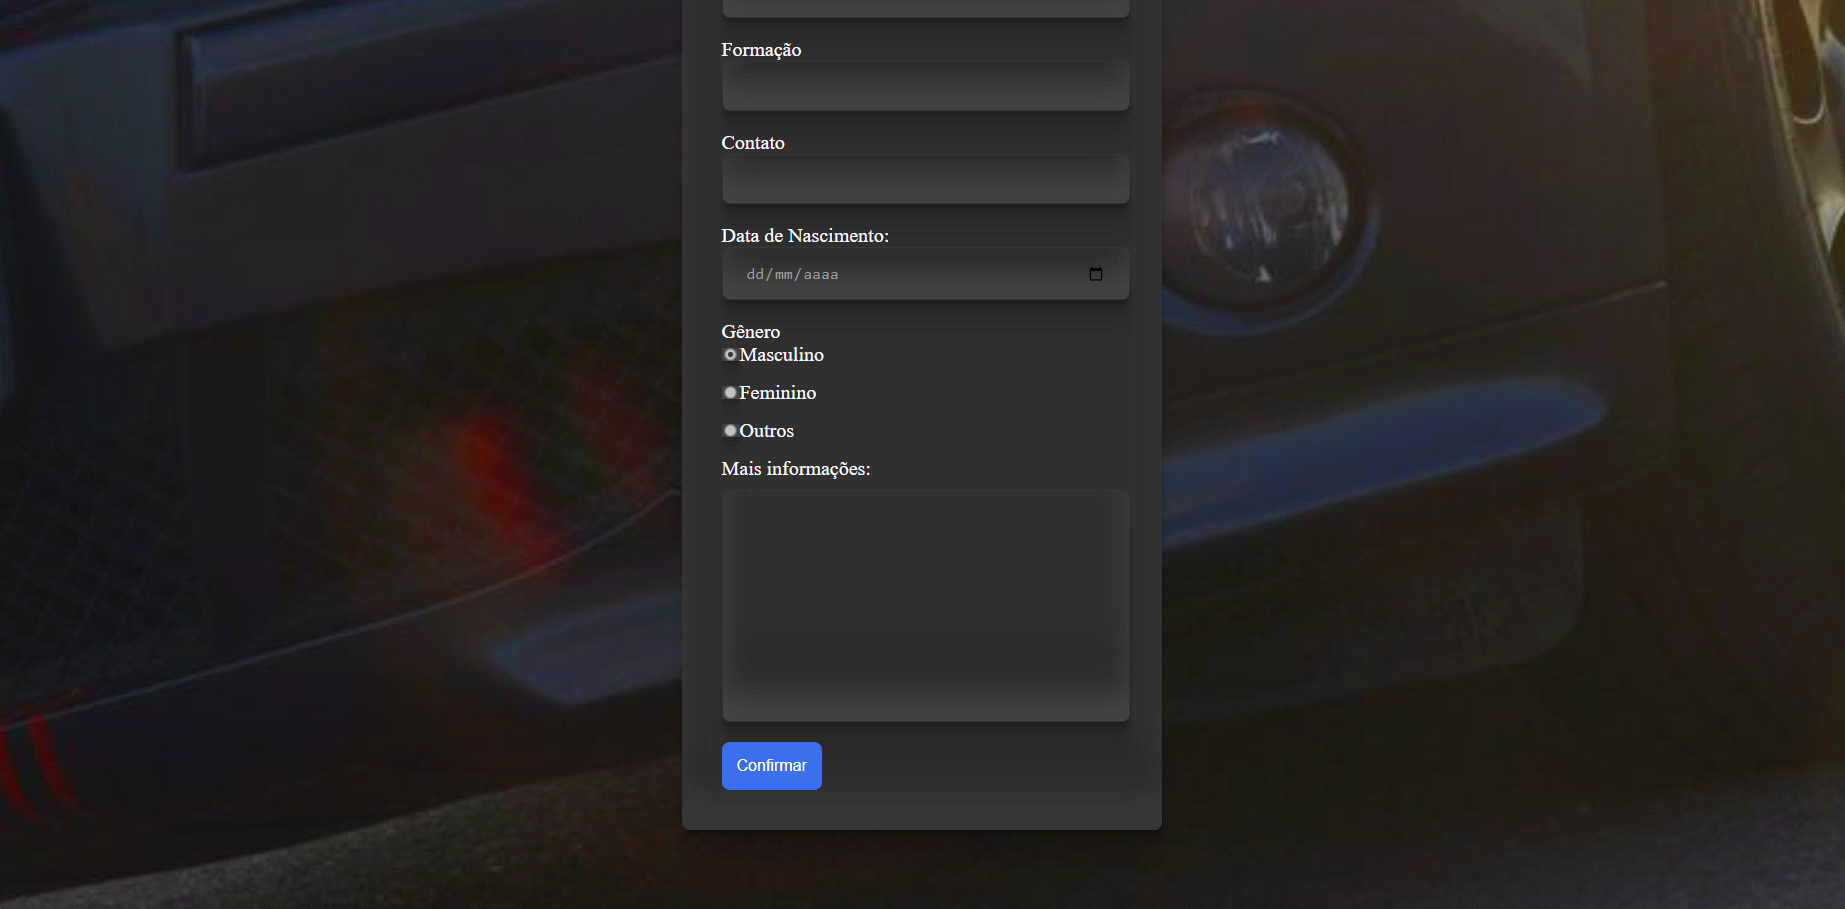 Formação
Contato
Data de Nascimento:
dd/mm/aaaa
Gênero
Masculino
Feminino
Outros
Mais informações:
Confirmar